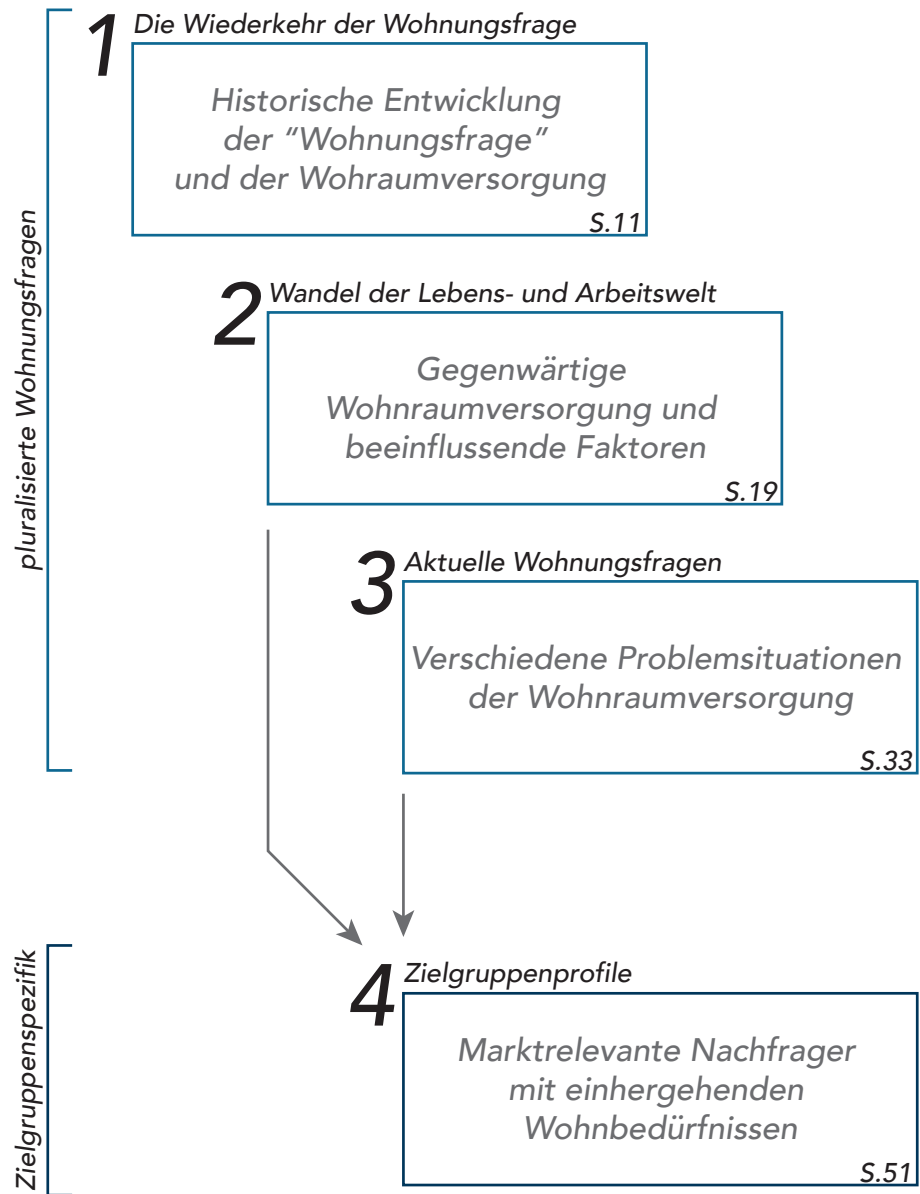 pluralisierte Wohnungsfragen
1 Die Wiederkehr der Wohnungsfrage
Historische Entwicklung
der “Wohnungsfrage”
und der Wohraumversorgung
S.11
2 Wandel der Lebens- und Arbeitswelt
Gegenwärtige
Wohnraumversorgung und
beeinflussende Faktoren
S.19
3 Aktuelle Wohnungsfragen
Verschiedene Problemsituationen
der Wohnraumversorgung
S.33
Zielgruppenspezifik
4 Zielgruppenprofile
Marktrelevante Nachfrager
mit einhergehenden
Wohnbedürfnissen
S.51